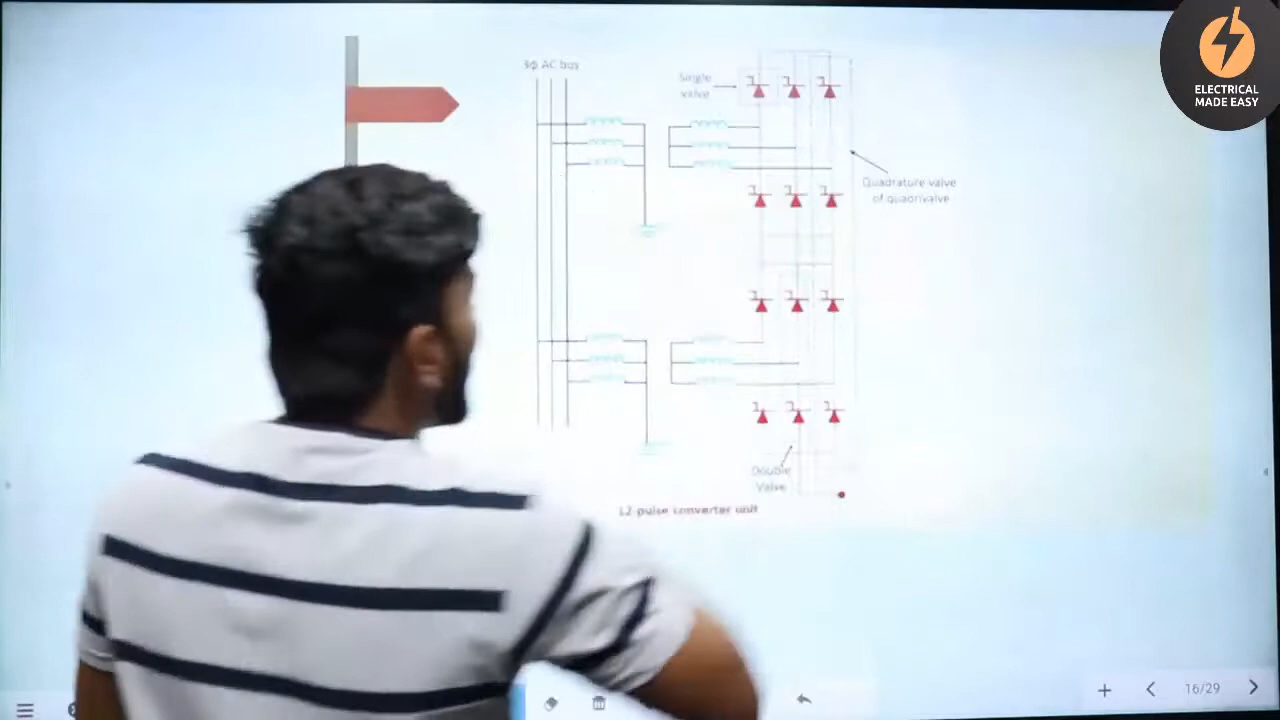 3φ AC bus
Single
valve
ELECTRICAL
MADE EASY
Quadrature valve
of quadrivalve
Double
Valve
12-pulse converter unit
16/29